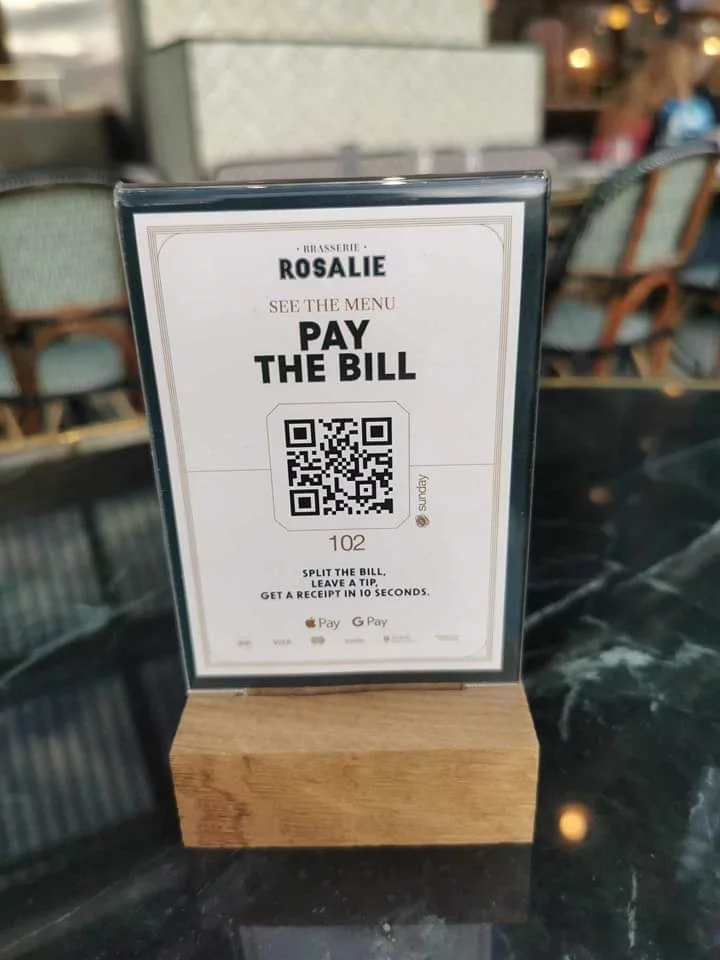 · BRASSERIE ·
ROSALIE
SEE THE MENU
PAY
THE BILL
sunday
102
SPLIT THE BILL,
LEAVE A TIP,
GET A RECEIPT IN 10 SECONDS.
Pay G Pay
VISA